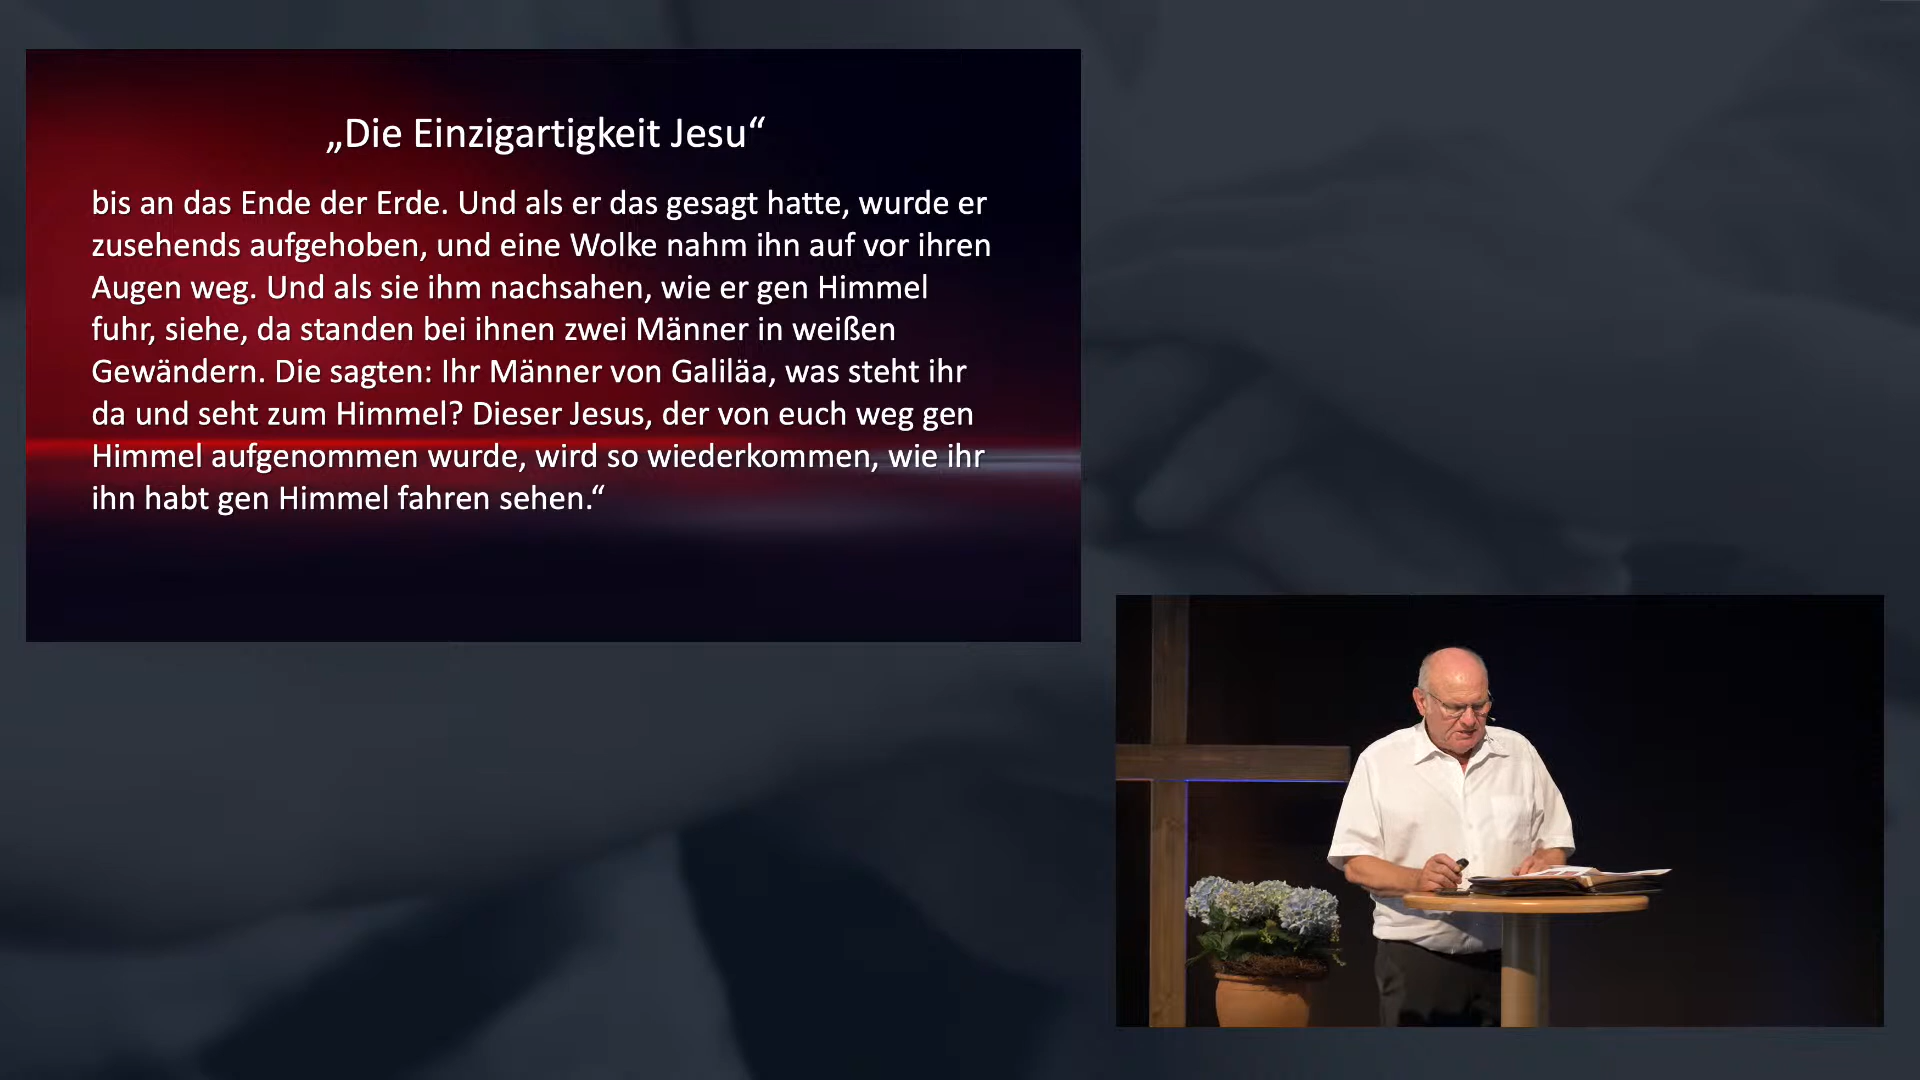 „Die Einzigartigkeit Jesu“
bis an das Ende der Erde. Und als er das gesagt hatte, wurde er
zusehends aufgehoben, und eine Wolke nahm ihn auf vor ihren
Augen weg. Und als sie ihm nachsahen, wie er gen Himmel
fuhr, siehe, da standen bei ihnen zwei Männer in weißen
Gewändern. Die sagten: Ihr Männer von Galiläa, was steht ihr
da und seht zum Himmel? Dieser Jesus, der von euch weg gen
Himmel aufgenommen wurde, wird so wiederkommen, wie ihr
ihn habt gen Himmel fahren sehen.“